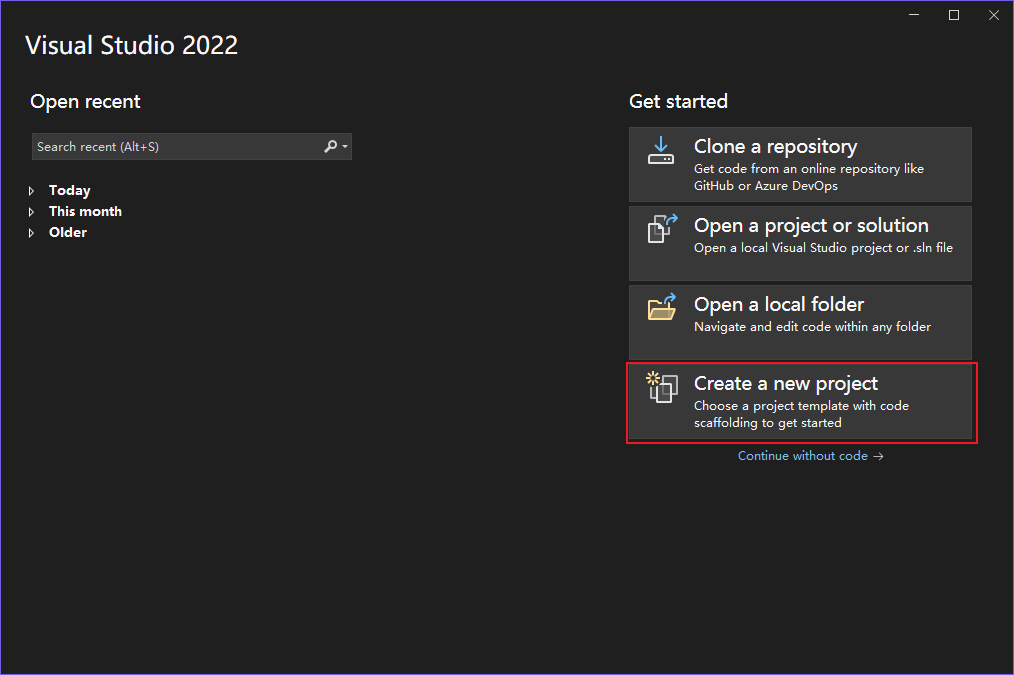 Visual Studio 2022
Open recent
Search recent (Alt+S)
Today
This month
Older
Get started
Clone a repository
Get code from an online repository like
GitHub or Azure DevOps
Open a project or solution
Open a local Visual Studio project or .sln file
Open a local folder
Navigate and edit code within any folder
Create a new project
Choose a project template with code
scaffolding to get started
Continue without code →